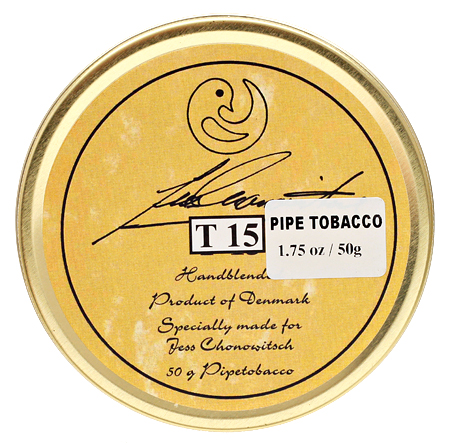 T 15
PIPE TOBACCO
1.75 oz / 50g
Product of Denmark
Specially made for
Jess Chonowitsch
50 g Pipetobacco